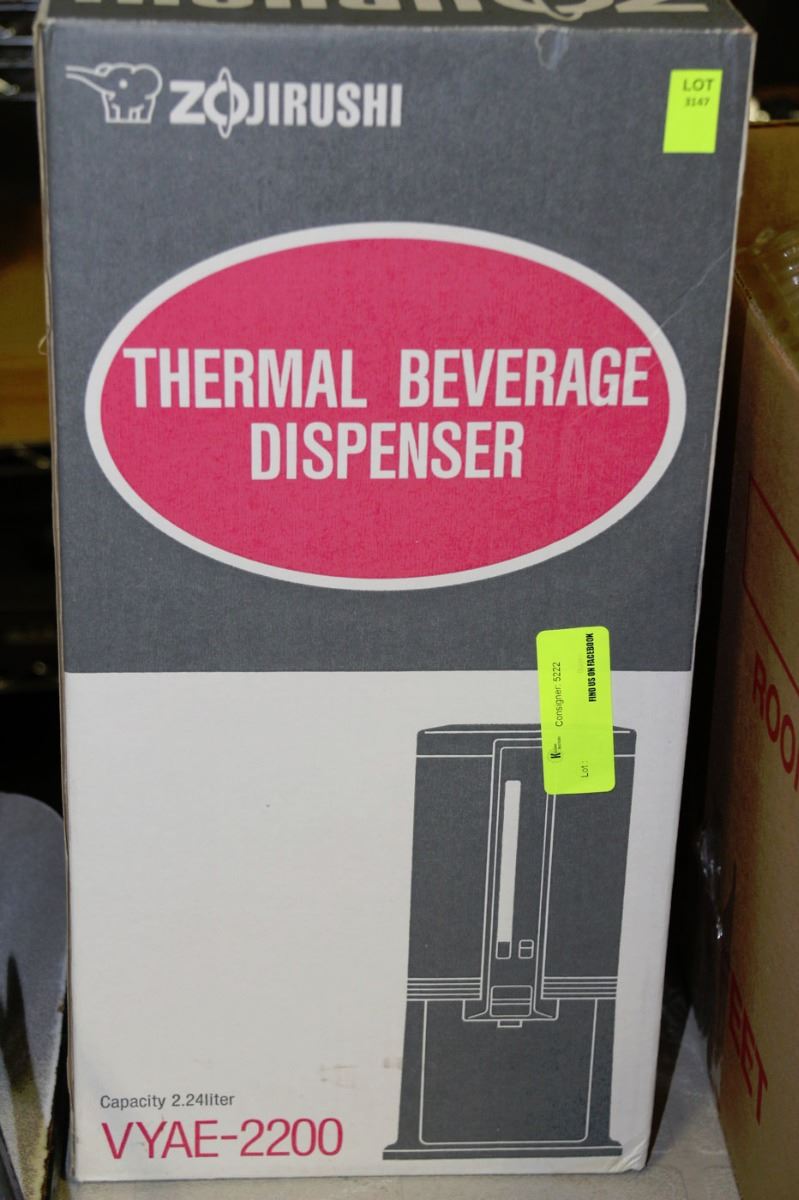 ZOJIRUSHI
LOT
3147
THERMAL BEVERAGE
DISPENSER
Consigner: 5222
Lot:
FIND US ON FACEBOOK
Capacity 2.24liter
VYAE-2200